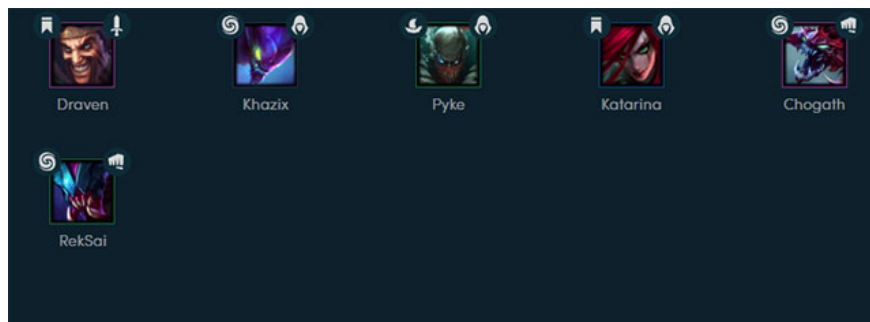 Draven
Khazix
Pyke
Katarina
Chogath
RekSai